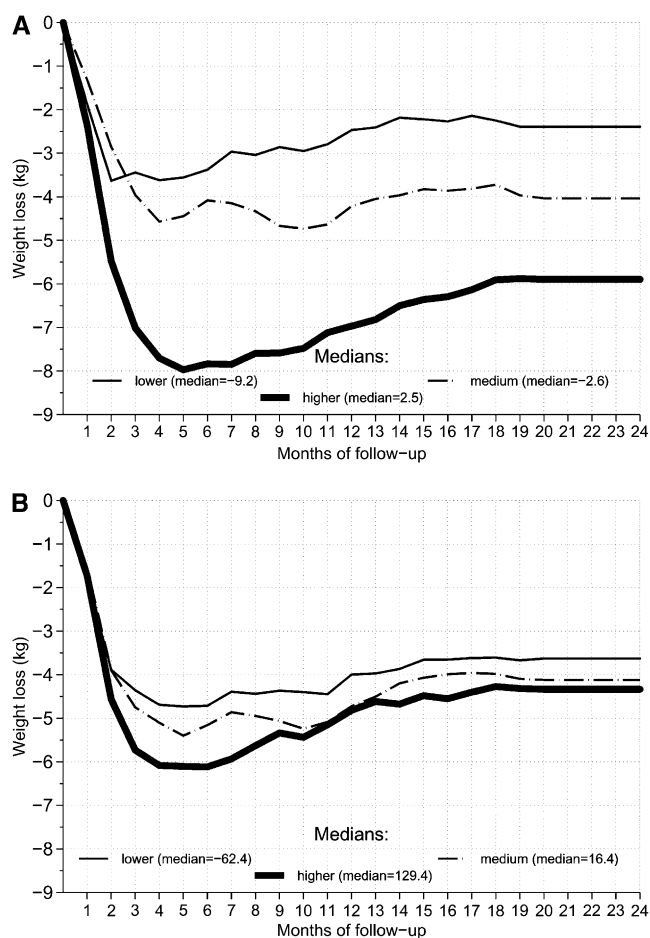 A
0
−1
−2
−3
−4
−5
−6
−7
−8
−9
Weight loss (kg)
Medians:
lower (median=−9.2)
medium (median=−2.6)
higher (median=2.5)
1 2 3 4 5 6 7 8 9 10 11 12 13 14 15 16 17 18 19 20 21 22 23 24
Months of follow−up
B
0
−1
−2
−3
−4
−5
−6
−7
−8
−9
Weight loss (kg)
Medians:
lower (median=−62.4)
medium (median=16.4)
higher (median=129.4)
1 2 3 4 5 6 7 8 9 10 11 12 13 14 15 16 17 18 19 20 21 22 23 24
Months of follow−up